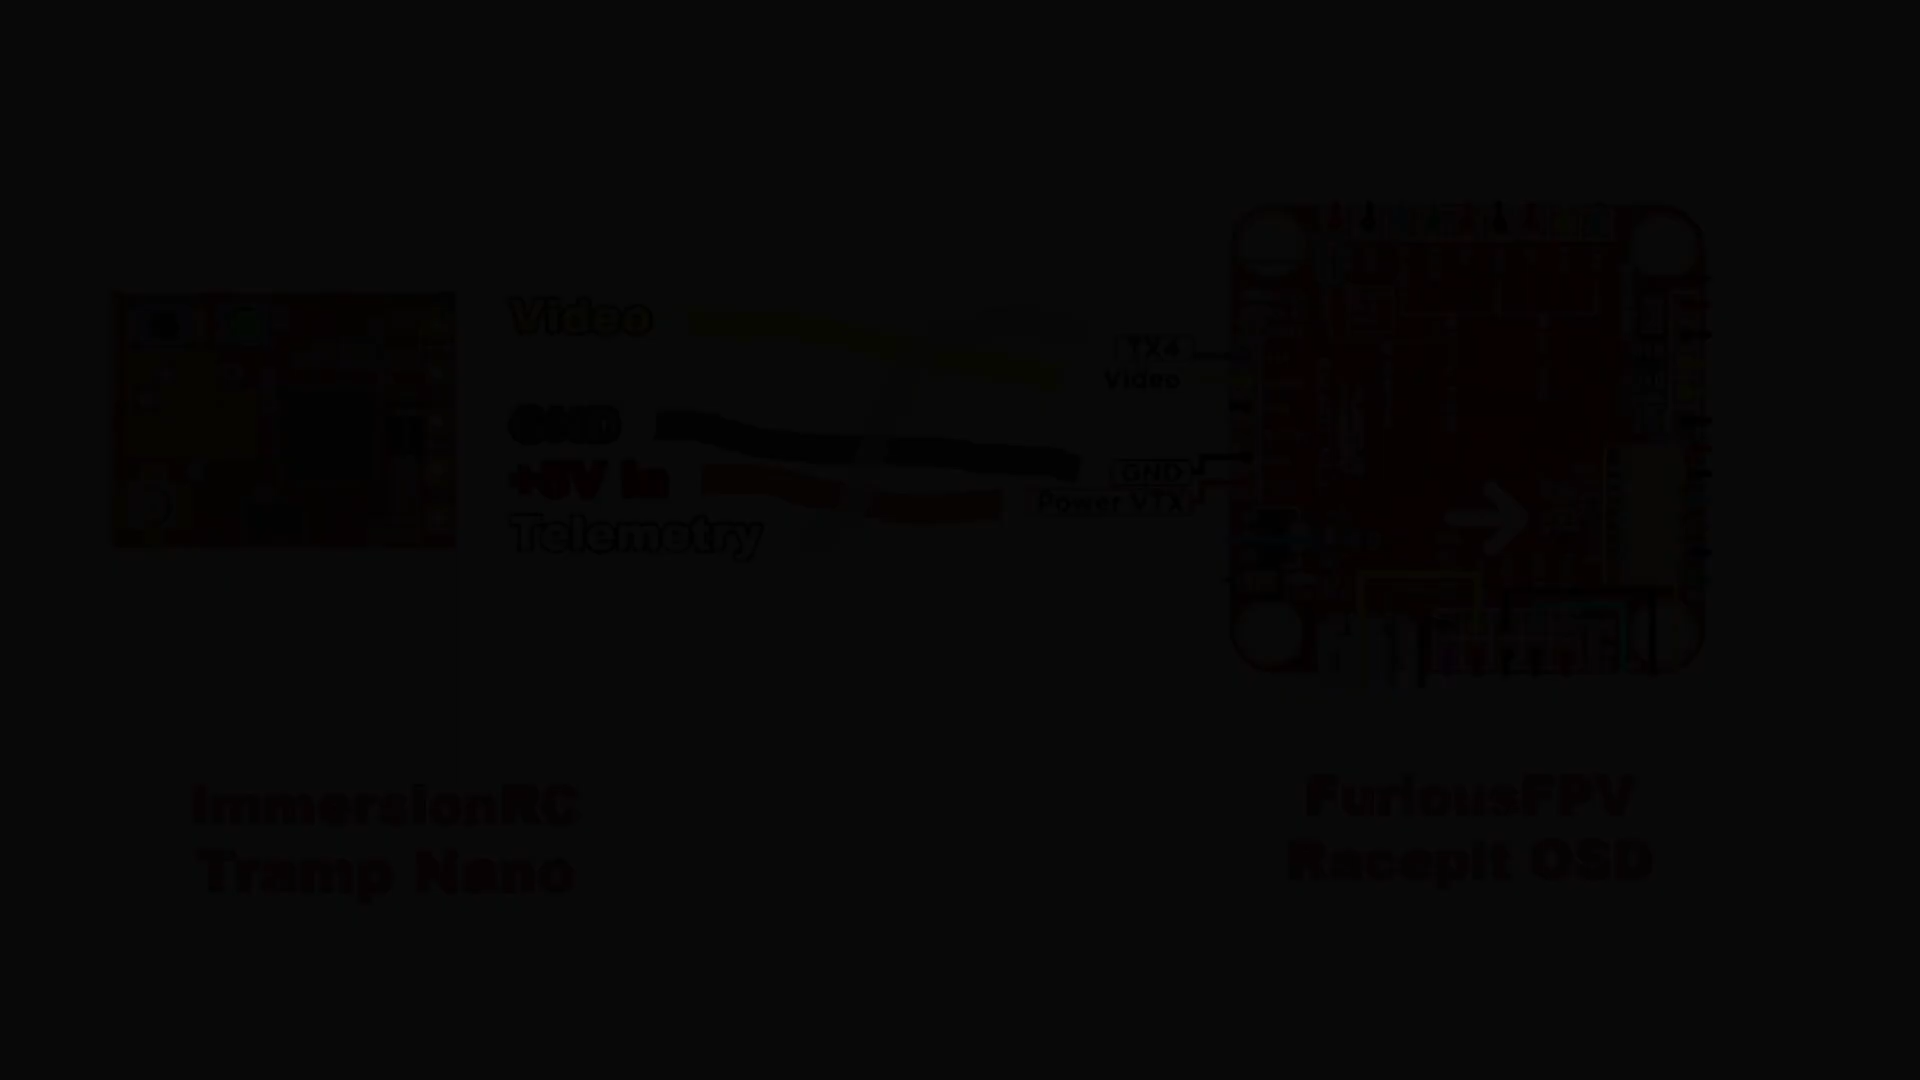 Video
GND
+5V in
Telemetry
TX4
Video
GND
Power VTX
ImmersionRC
Tramp Nano
FuriousFPV
Racepit OSD